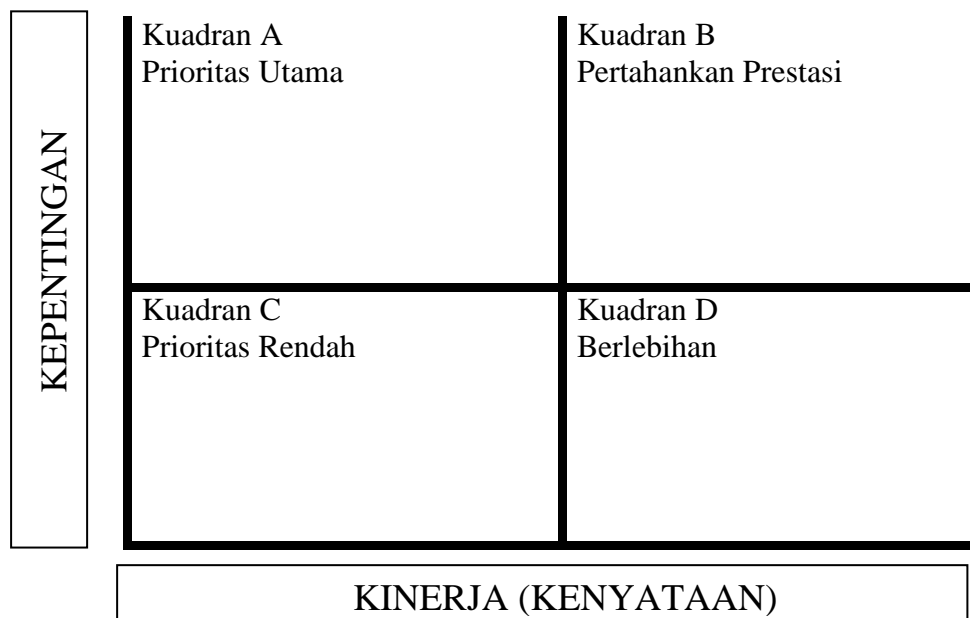 KEPENTINGAN
Kuadran A
Prioritas Utama
Kuadran B
Pertahankan Prestasi
Kuadran C
Prioritas Rendah
Kuadran D
Berlebihan
KINERJA (KENYATAAN)